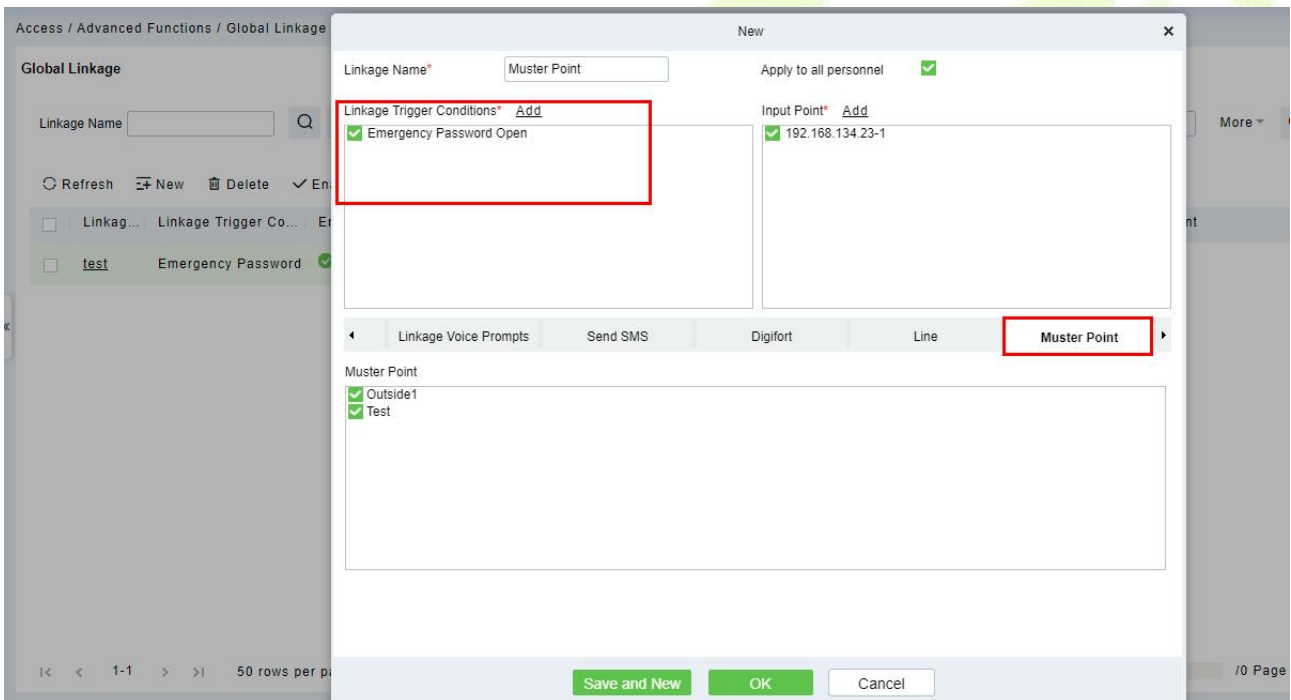 Access / Advanced Functions / Global Linkage
New
Global Linkage
Linkage Name* Muster Point Apply to all personnel
Linkage Trigger Conditions* Add Input Point* Add
Linkage Name More
Emergency Password Open 192.168.134.23-1
Refresh New Delete En
Linkag... Linkage Trigger Co... nt
test Emergency Password
Linkage Voice Prompts Send SMS Digifort Line Muster Point
Muster Point
Outside1
Test
1-1 50 rows per /0 Page
Save and New OK Cancel